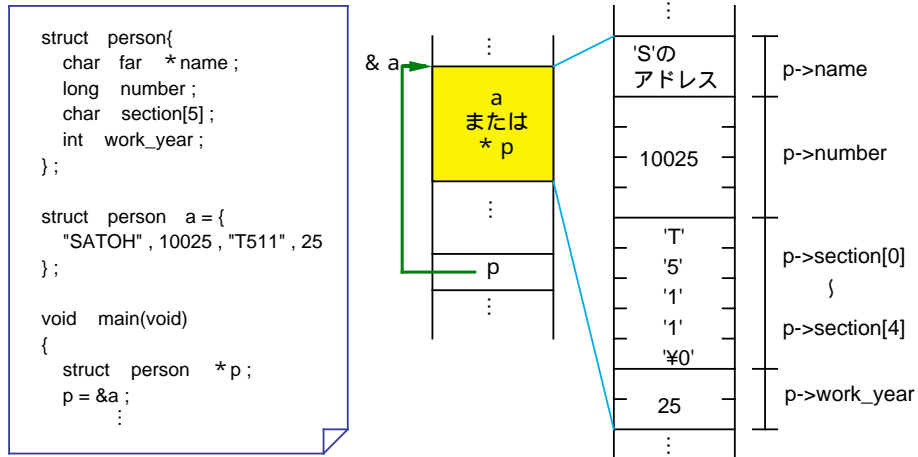 struct person{
char far *name ;
long number ;
char section[5] ;
int work_year ;
} ;
struct person a = {
"SATOH" , 10025 , "T511" , 25
} ;
void main(void)
{
struct person *p ;
p = &a ;
⋮
& a
⋮
a
または
* p
⋮
p
⋮
⋮
'S'の
アドレス
10025
'T'
'5'
'1'
'1'
'¥0'
25
⋮
p->name
p->number
p->section[0]
〜
p->section[4]
p->work_year